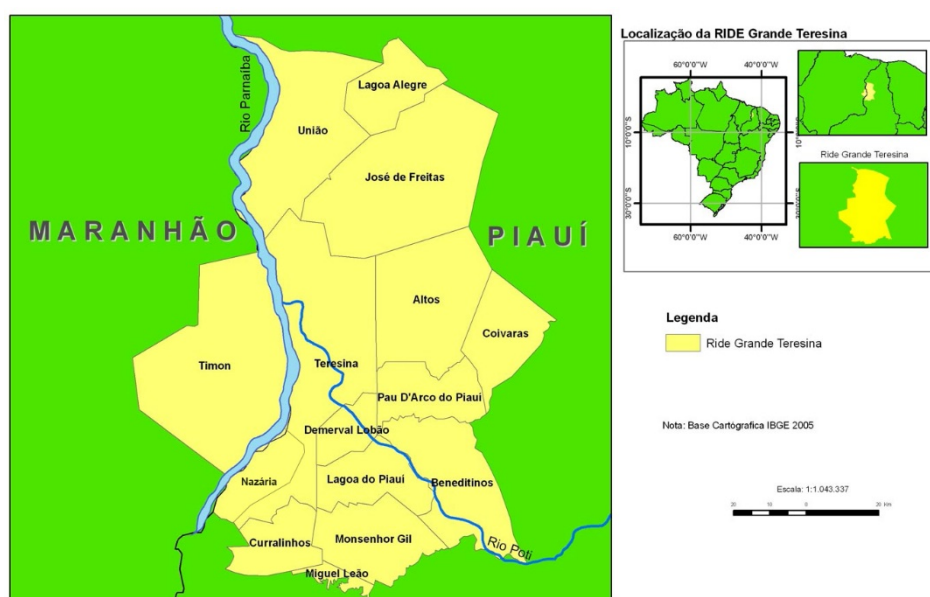 Rio Parnaíba
Lagoa Alegre
União
José de Freitas
MARANHÃO
PIAUÍ
Altos
Coivaras
Timon
Teresina
Pau D'Arco do Piaui
Demerval Lobão
Nazária
Lagoa do Piaui
Beneditinos
Curralinhos
Monsenhor Gil
Rio Poti
Miguel Leão
Localização da RIDE Grande Teresina
60°0'0"W 40°0'0"W
10°0'0"S
30°0'0"S
60°0'0"W 40°0'0"W
Ride Grande Teresina
Legenda
Ride Grande Teresina
Nota: Base Cartográfica IBGE 2005
Escala: 1:1.043.337